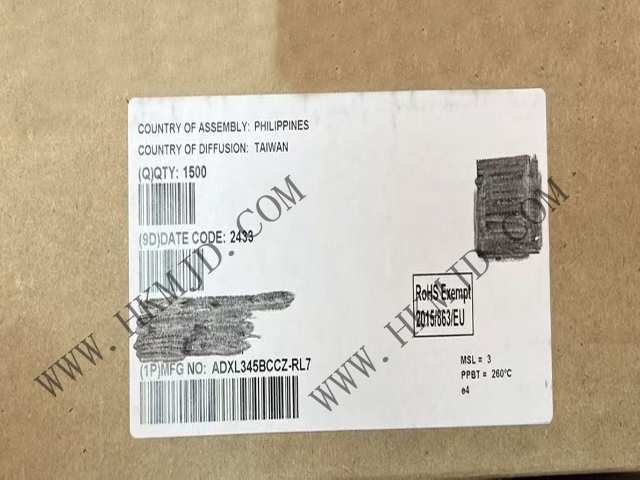 COUNTRY OF ASSEMBLY: PHILIPPINES
COUNTRY OF DIFFUSION: TAIWAN
(Q)QTY: 1500
(9D)DATE CODE: 2433
(1P)MFG NO: ADXL345BCCZ-RL7
RoHS Exempt
2015/863/EU
MSL = 3
PPBT = 260°C
e4
WWW.HKMJD.COM
WWW.HKMJD.COM